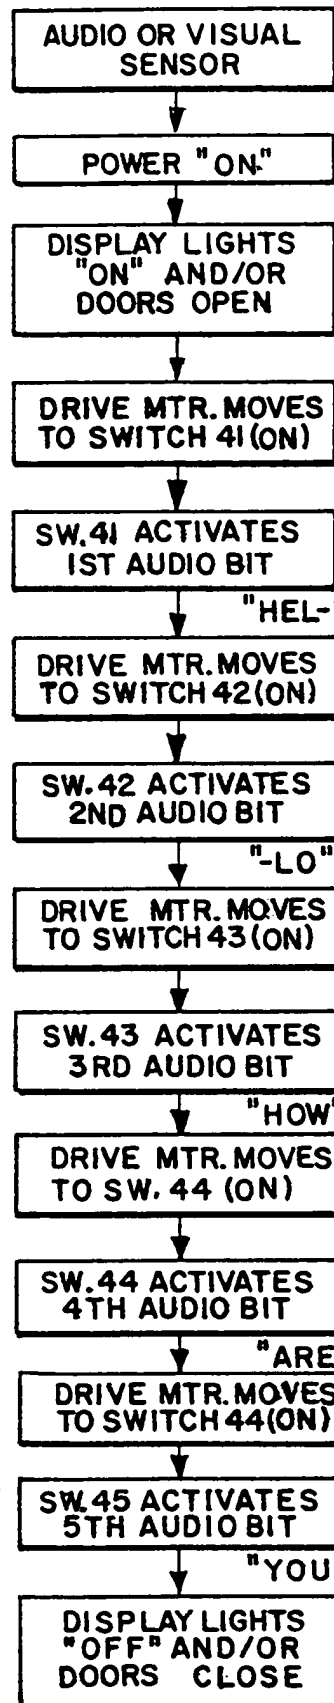 AUDIO OR VISUAL
SENSOR
POWER "ON"
DISPLAY LIGHTS
"ON" AND/OR
DOORS OPEN
DRIVE MTR. MOVES
TO SWITCH 41 (ON)
SW. 41 ACTIVATES
1ST AUDIO BIT
"HEL-
DRIVE MTR. MOVES
TO SWITCH 42 (ON)
SW. 42 ACTIVATES
2ND AUDIO BIT
"-LO"
DRIVE MTR. MOVES
TO SWITCH 43 (ON)
SW. 43 ACTIVATES
3RD AUDIO BIT
"HOW"
DRIVE MTR. MOVES
TO SW. 44 (ON)
SW. 44 ACTIVATES
4TH AUDIO BIT
"ARE
DRIVE MTR. MOVES
TO SWITCH 44 (ON)
SW. 45 ACTIVATES
5TH AUDIO BIT
"YOU
DISPLAY LIGHTS
"OFF" AND/OR
DOORS CLOSE